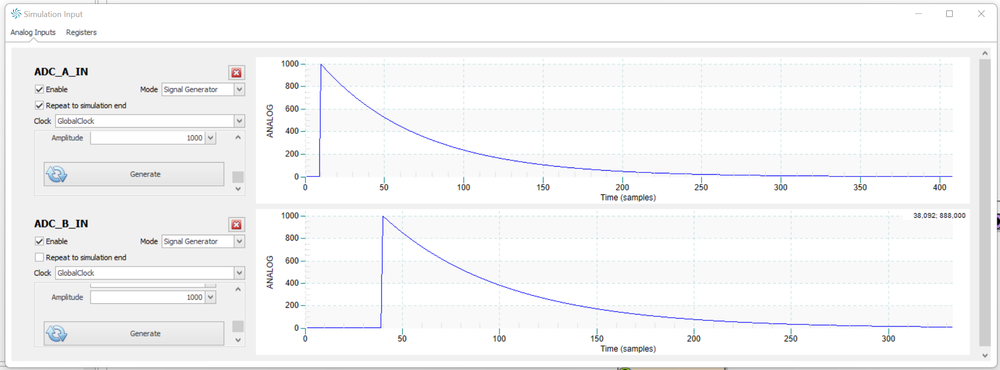 Simulation Input
Analog Inputs Registers
ADC_A_IN
Enable Mode Signal Generator
Repeat to simulation end
Clock GlobalClock
Amplitude 1000
Generate
1000
800
600
400
200
0
ANALOG
0 50 100 150 200 250 300 350 400
Time (samples)
ADC_B_IN
Enable Mode Signal Generator
Repeat to simulation end
Clock GlobalClock
Amplitude 1000
Generate
38,092; 888,000
1000
800
600
400
200
0
ANALOG
0 50 100 150 200 250 300
Time (samples)